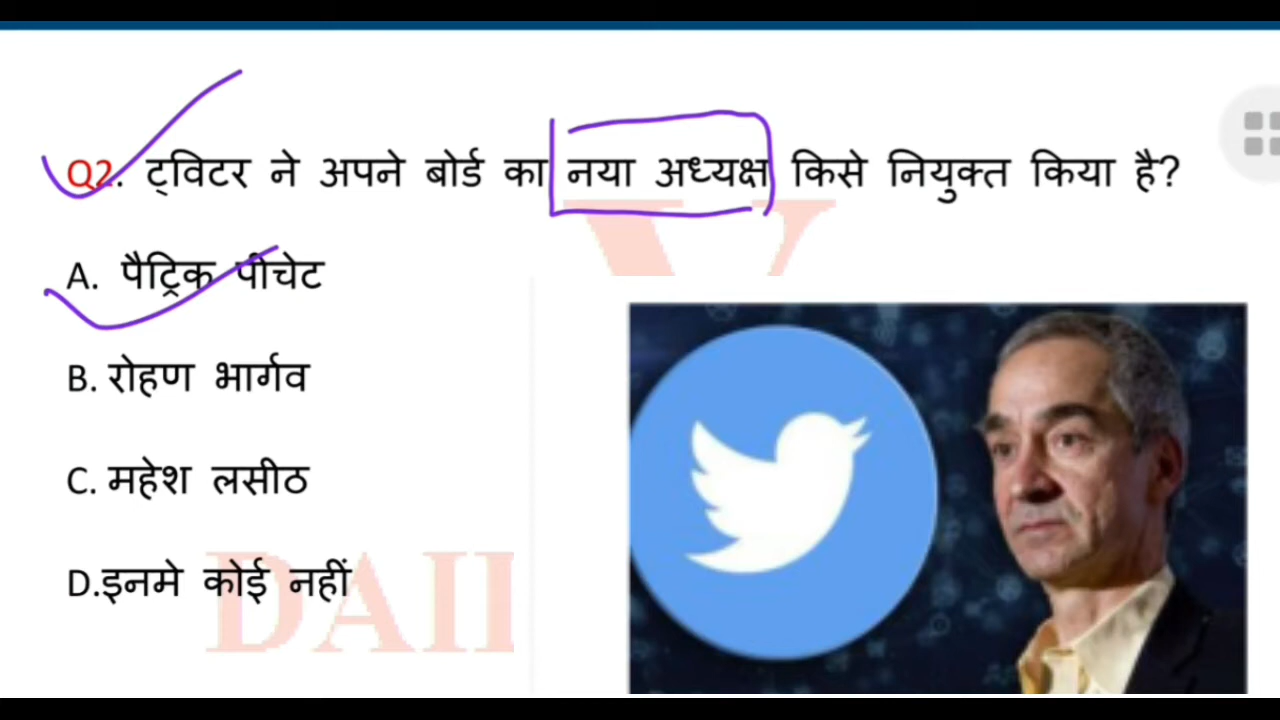 Q2. ट्विटर ने अपने बोर्ड का नया अध्यक्ष किसे नियुक्त किया है?
A. पैट्रिक पीचेट
B. रोहण भार्गव
C. महेश लसीठ
D.इनमे कोई नहीं